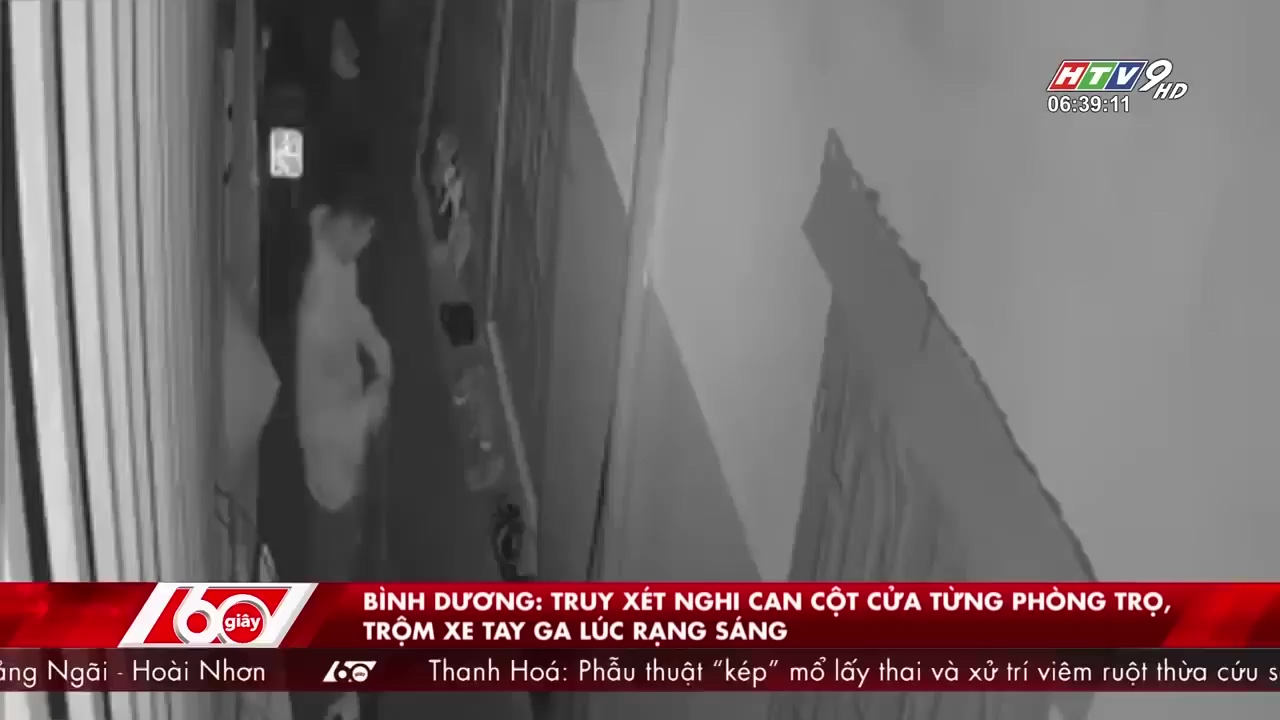 HTV9 HD
06:39:11
60 giây
BÌNH DƯƠNG: TRUY XÉT NGHI CAN CỘT CỬA TỪNG PHÒNG TRỌ,
TRỘM XE TAY GA LÚC RẠNG SÁNG
Ngãi - Hoài Nhơn 60 Thanh Hoá: Phẫu thuật “kép” mổ lấy thai và xử trí viêm ruột thừa cứu